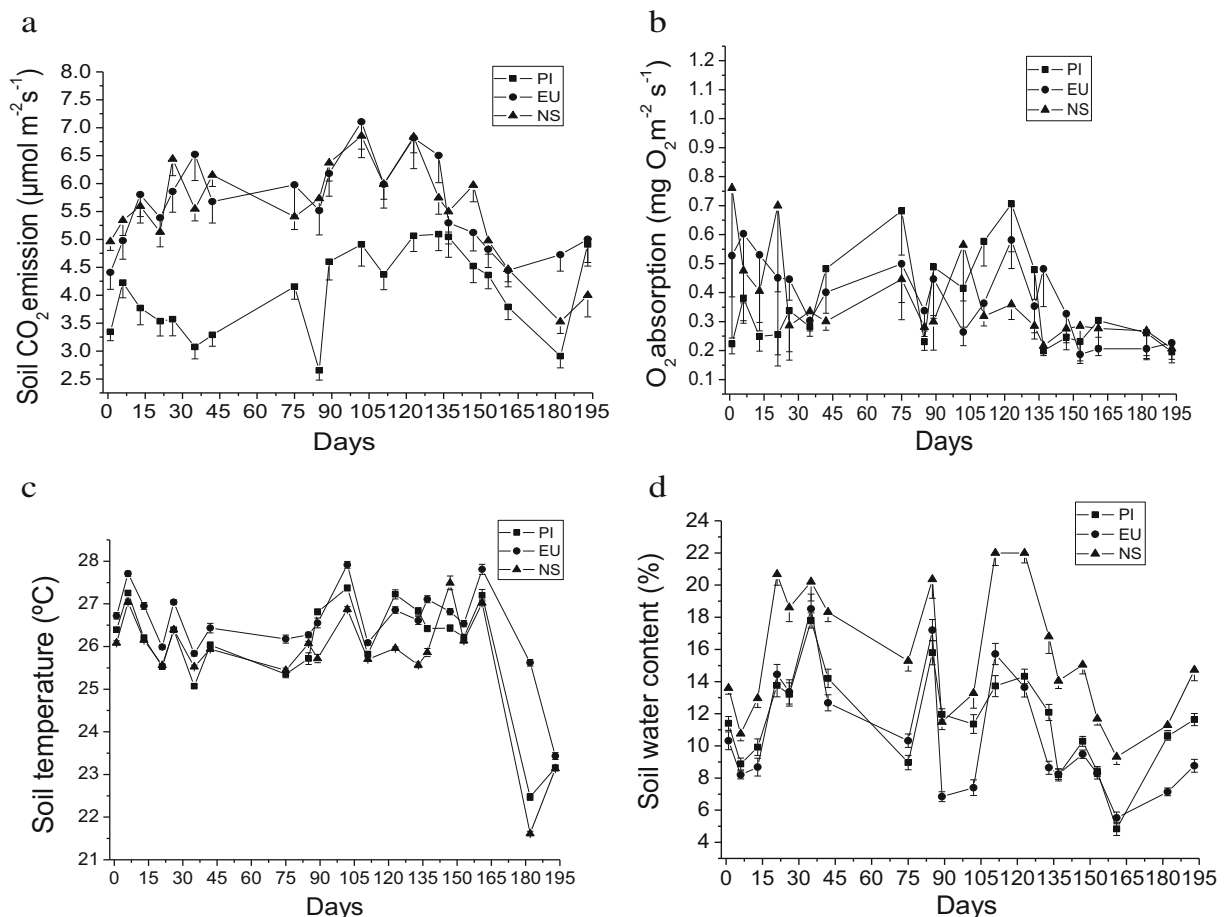 a
Soil CO2 emission (µmol m-2 s-1)
8.0
7.5
7.0
6.5
6.0
5.5
5.0
4.5
4.0
3.5
3.0
2.5
PI
EU
NS
0 15 30 45 60 75 90 105 120 135 150 165 180 195
Days
b
O2 absorption (mg O2 m-2 s-1)
1.2
1.1
1.0
0.9
0.8
0.7
0.6
0.5
0.4
0.3
0.2
0.1
PI
EU
NS
0 15 30 45 60 75 90 105 120 135 150 165 180 195
Days
c
Soil temperature (ºC)
28
27
26
25
24
23
22
21
PI
EU
NS
0 15 30 45 60 75 90 105 120 135 150 165 180 195
Days
d
Soil water content (%)
24
22
20
18
16
14
12
10
8
6
4
PI
EU
NS
0 15 30 45 60 75 90 105 120 135 150 165 180 195
Days